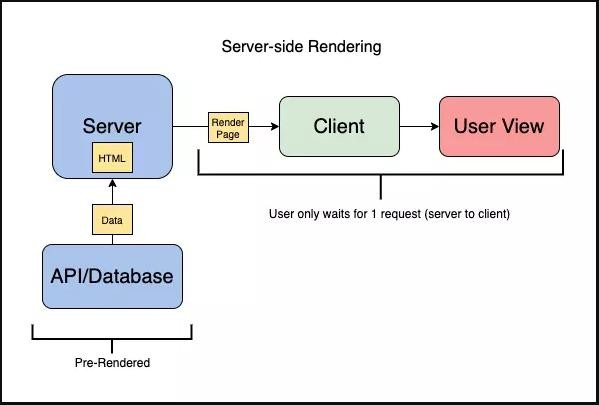 Server-side Rendering
Server
HTML
Render
Page
Client
User View
User only waits for 1 request (server to client)
Data
API/Database
Pre-Rendered